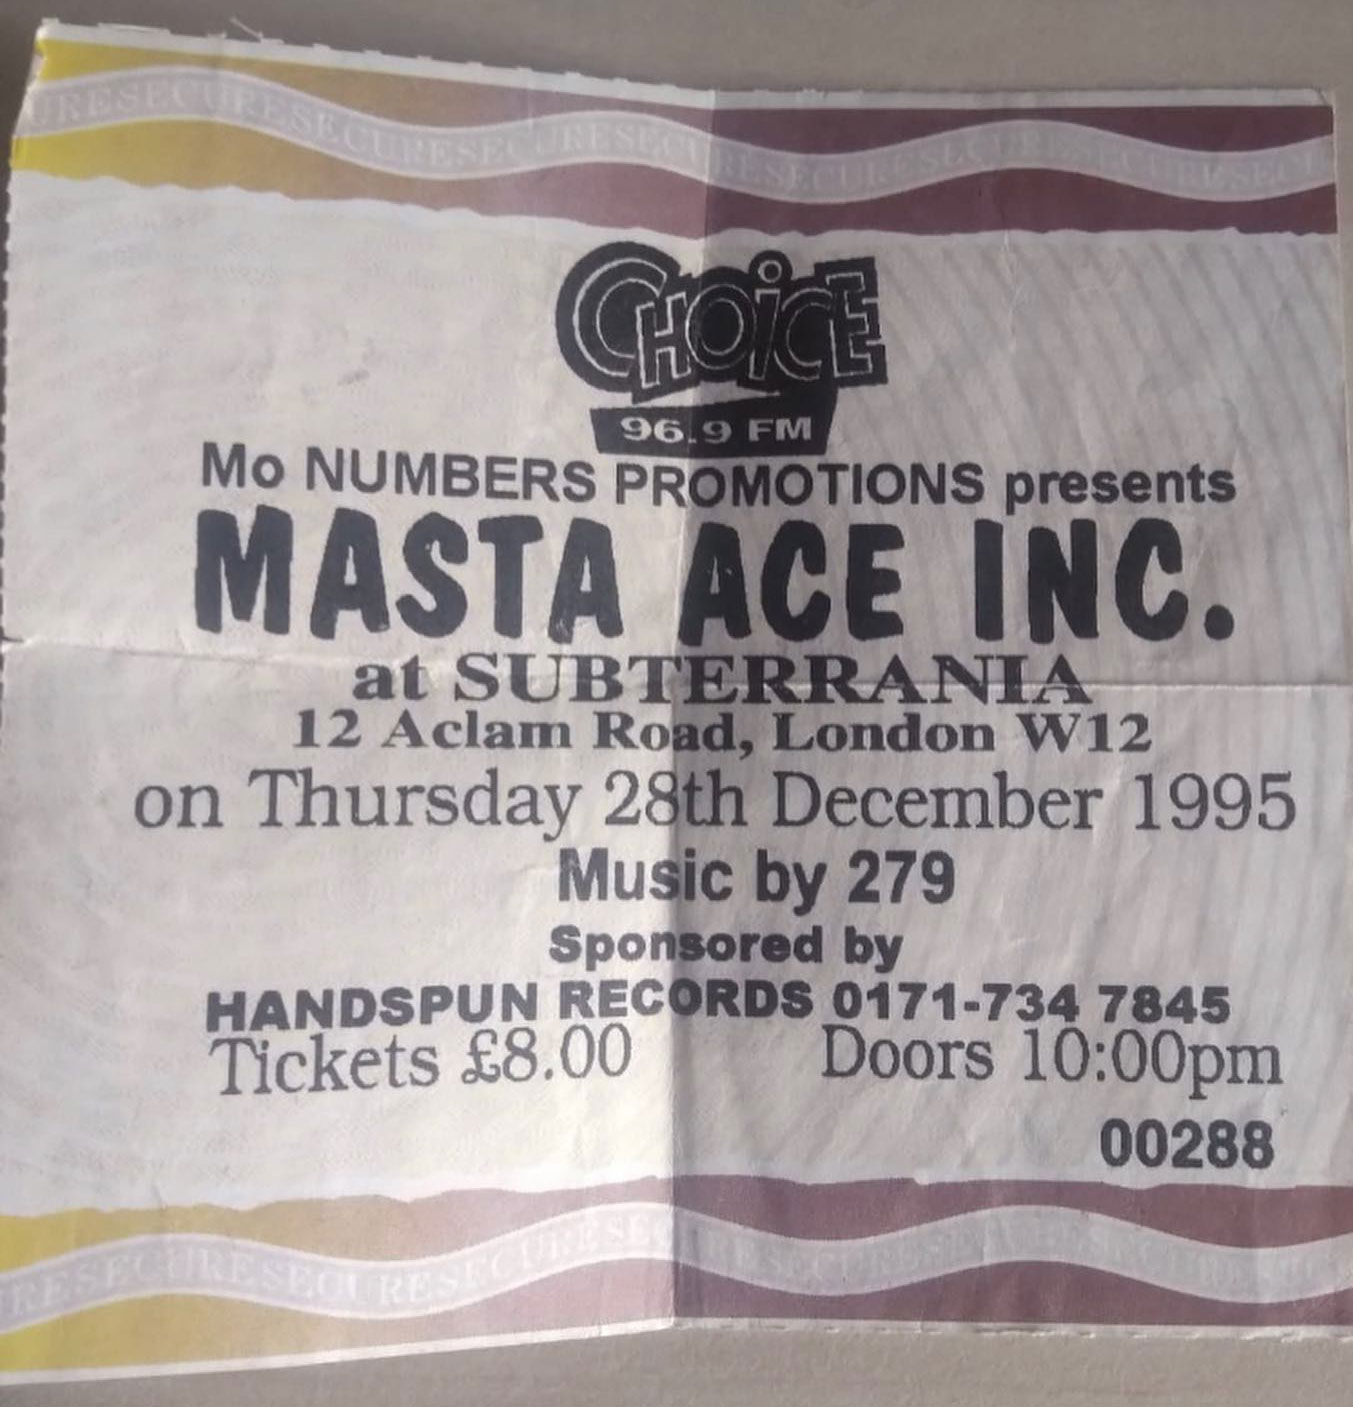 URESECURESECURESECURESECURESECURESECURESECURESECU
CHOiCE
96.9 FM
Mo NUMBERS PROMOTIONS presents
MASTA ACE INC.
at SUBTERRANIA
12 Aclam Road, London W12
on Thursday 28th December 1995
Music by 279
Sponsored by
HANDSPUN RECORDS 0171-734 7845
Tickets £8.00 Doors 10:00pm
00288
RESECURESECURESECURESECURESECURESECURESECURE